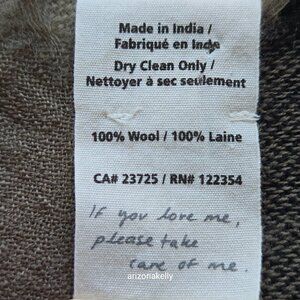 Made in India /
Fabriqué en Inde
Dry Clean Only /
Nettoyer à sec seulement
100% Wool / 100% Laine
CA# 23725 / RN# 122354
If you love me,
please take
care of me.
arizonakelly